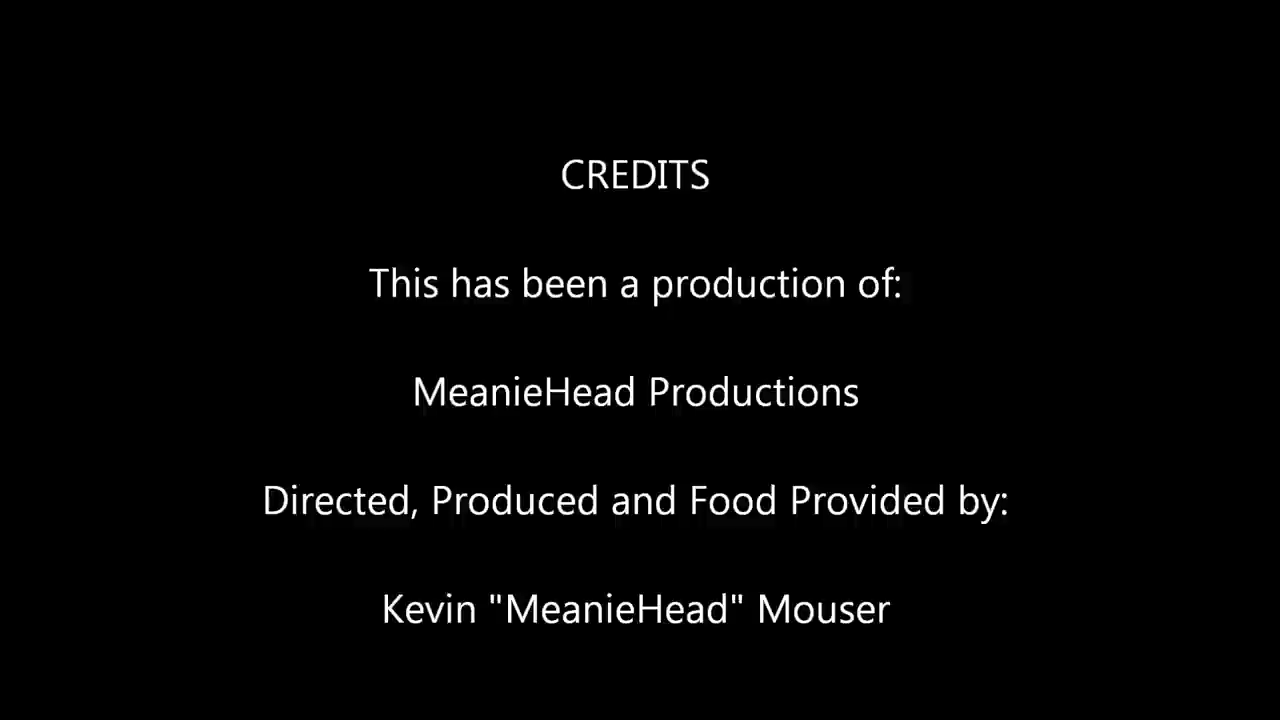 CREDITS
This has been a production of:
MeanieHead Productions
Directed, Produced and Food Provided by:
Kevin "MeanieHead" Mouser